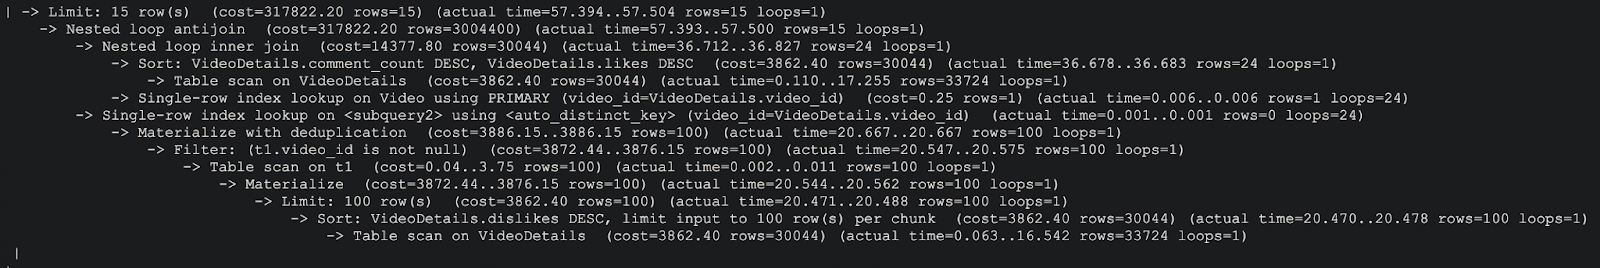 | -> Limit: 15 row(s)  (cost=317822.20 rows=15) (actual time=57.394..57.504 rows=15 loops=1)
-> Nested loop antijoin  (cost=317822.20 rows=3004400) (actual time=57.393..57.500 rows=15 loops=1)
-> Nested loop inner join  (cost=14377.80 rows=30044) (actual time=36.712..36.827 rows=24 loops=1)
-> Sort: VideoDetails.comment_count DESC, VideoDetails.likes DESC  (cost=3862.40 rows=30044) (actual time=36.678..36.683 rows=24 loops=1)
-> Table scan on VideoDetails  (cost=3862.40 rows=30044) (actual time=0.110..17.255 rows=33724 loops=1)
-> Single-row index lookup on Video using PRIMARY (video_id=VideoDetails.video_id)  (cost=0.25 rows=1) (actual time=0.006..0.006 rows=1 loops=24)
-> Single-row index lookup on <subquery2> using <auto_distinct_key> (video_id=VideoDetails.video_id)  (actual time=0.001..0.001 rows=0 loops=24)
-> Materialize with deduplication  (cost=3886.15..3886.15 rows=100) (actual time=20.667..20.667 rows=100 loops=1)
-> Filter: (t1.video_id is not null)  (cost=3872.44..3876.15 rows=100) (actual time=20.547..20.575 rows=100 loops=1)
-> Table scan on t1  (cost=0.04..3.75 rows=100) (actual time=0.002..0.011 rows=100 loops=1)
-> Materialize  (cost=3872.44..3876.15 rows=100) (actual time=20.544..20.562 rows=100 loops=1)
-> Limit: 100 row(s)  (cost=3862.40 rows=100) (actual time=20.471..20.488 rows=100 loops=1)
-> Sort: VideoDetails.dislikes DESC, limit input to 100 row(s) per chunk  (cost=3862.40 rows=30044) (actual time=20.470..20.478 rows=100 loops=1)
-> Table scan on VideoDetails  (cost=3862.40 rows=30044) (actual time=0.063..16.542 rows=33724 loops=1)
|